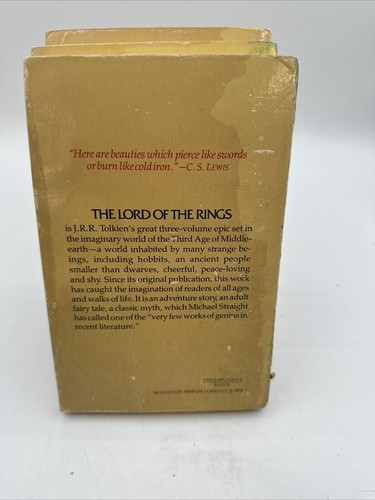 "Here are beauties which pierce like swords
or burn like cold iron."—C. S. LEWIS
THE LORD OF THE RINGS
is J.R.R. Tolkien's great three-volume epic set in
the imaginary world of the Third Age of Middle-
earth—a world inhabited by many strange be-
ings, including hobbits, an ancient people
smaller than dwarves, cheerful, peace-loving
and shy. Since its original publication, this work
has caught the imagination of readers of all ages
and walks of life. It is an adventure story, an adult
fairy tale, a classic myth, which Michael Straight
has called one of the "very few works of genius in
recent literature."
HOUGHTON MIFFLIN COMPANY